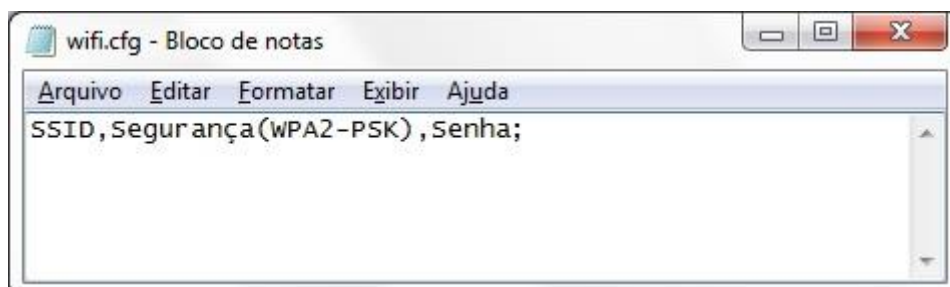 wifi.cfg - Bloco de notas
Arquivo Editar Formatar Exibir Ajuda
SSID,Segurança(WPA2-PSK),Senha;